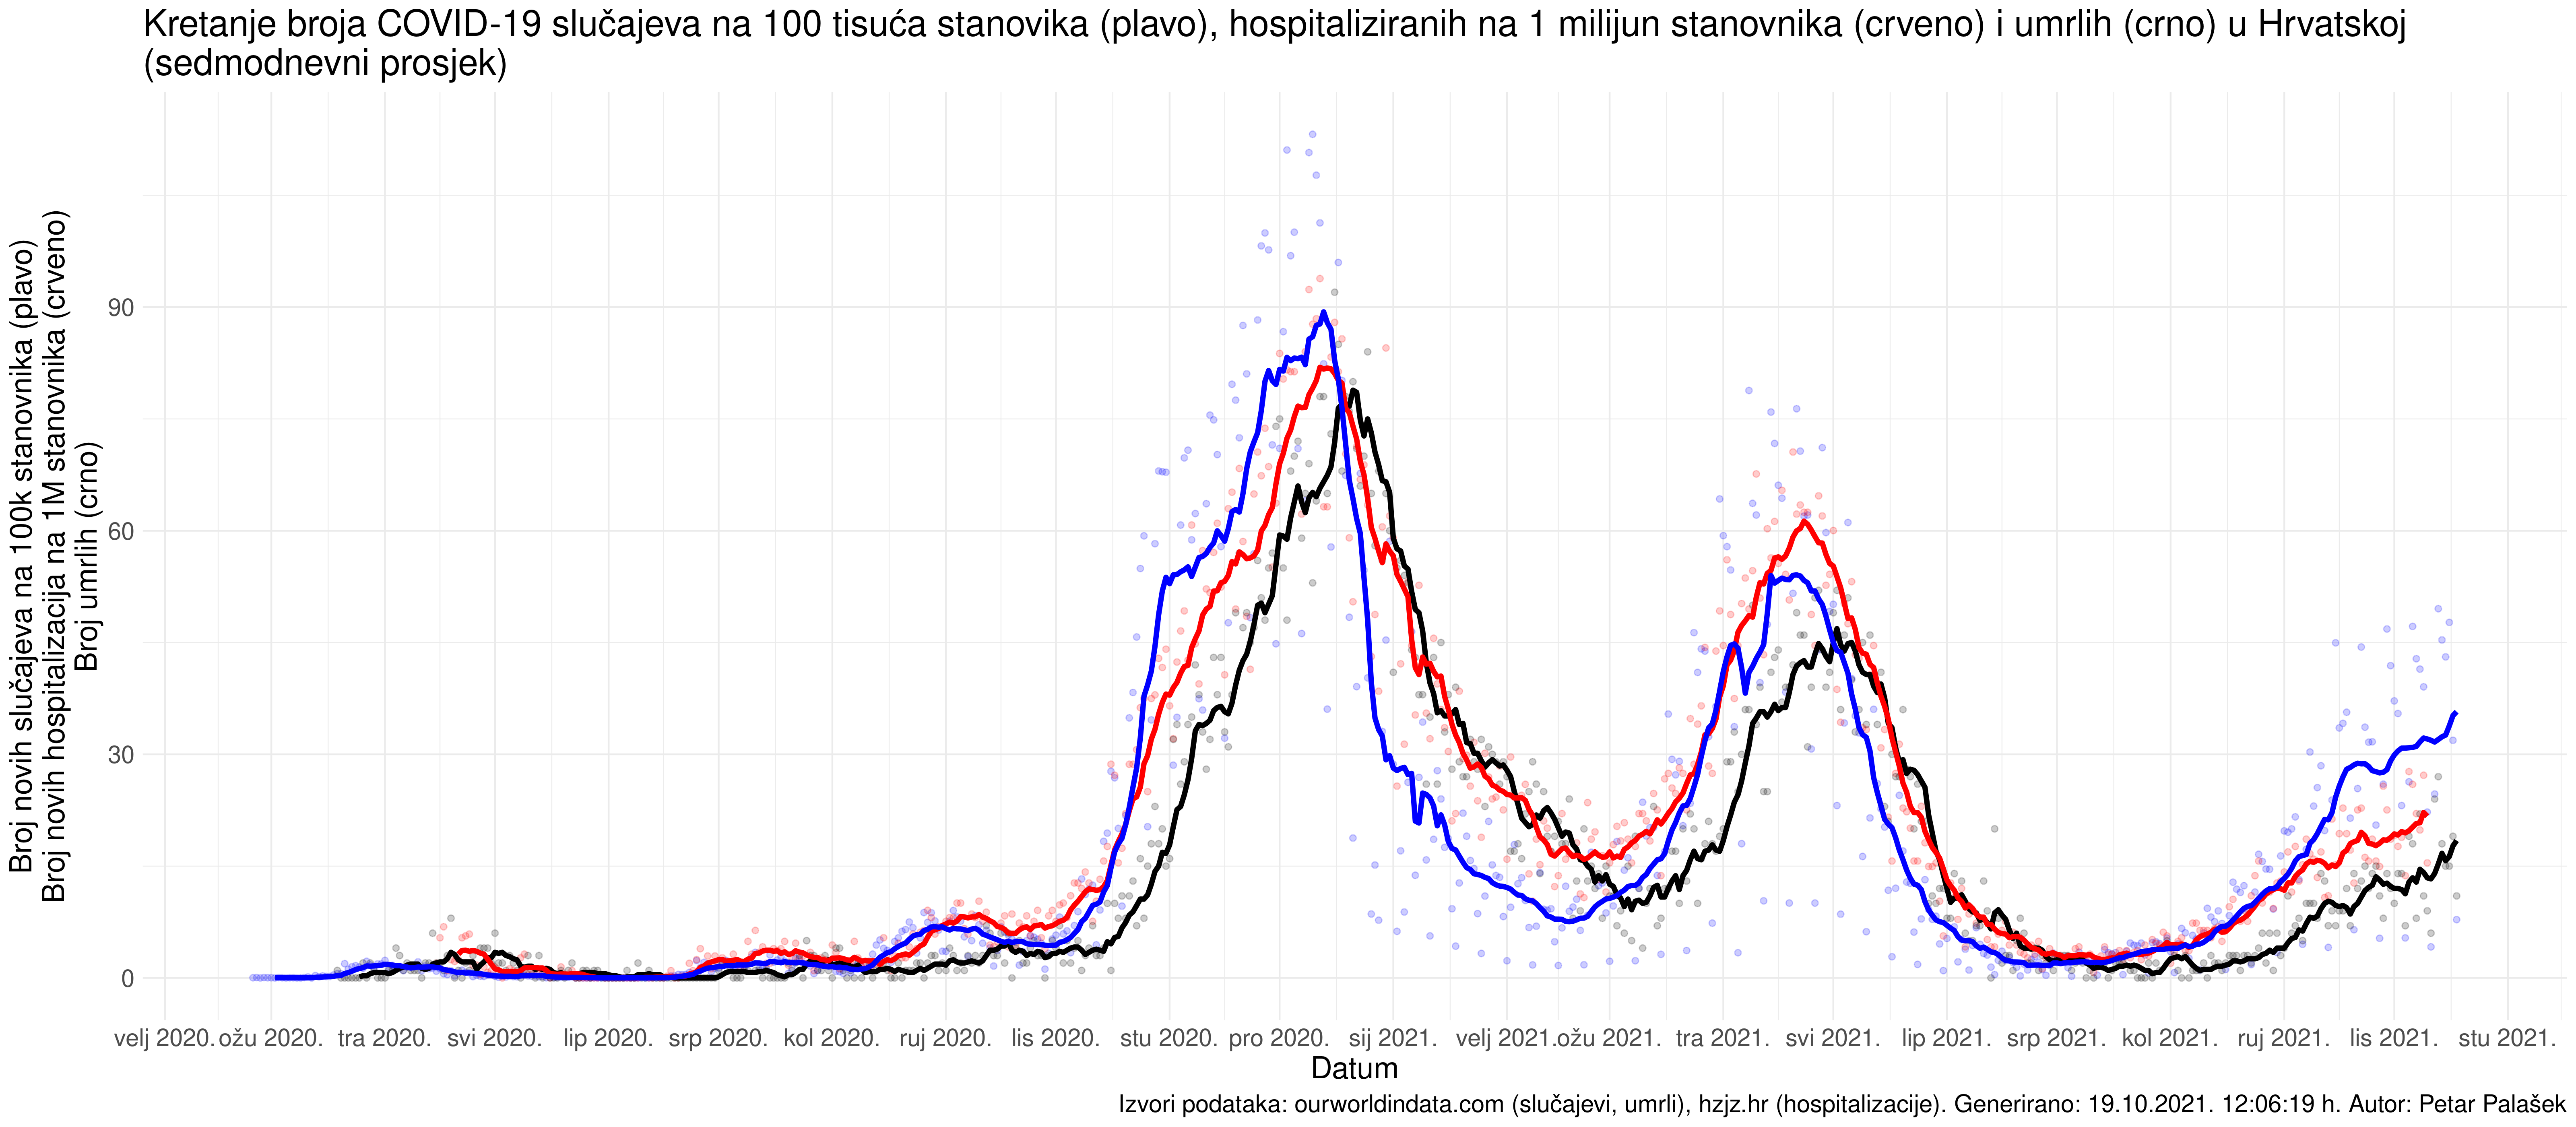 Kretanje broja COVID-19 slučajeva na 100 tisuća stanovika (plavo), hospitaliziranih na 1 milijun stanovnika (crveno) i umrlih (crno) u Hrvatskoj
(sedmodnevni prosjek)
Broj novih slučajeva na 100k stanovnika (plavo)
Broj novih hospitalizacija na 1M stanovnika (crveno)
Broj umrlih (crno)
90
60
30
0
velj 2020. ožu 2020. tra 2020. svi 2020. lip 2020. srp 2020. kol 2020. ruj 2020. lis 2020. stu 2020. pro 2020. sij 2021. velj 2021. ožu 2021. tra 2021. svi 2021. lip 2021. srp 2021. kol 2021. ruj 2021. lis 2021. stu 2021.
Datum
Izvori podataka: ourworldindata.com (slučajevi, umrli), hzjz.hr (hospitalizacije). Generirano: 19.10.2021. 12:06:19 h. Autor: Petar Palašek